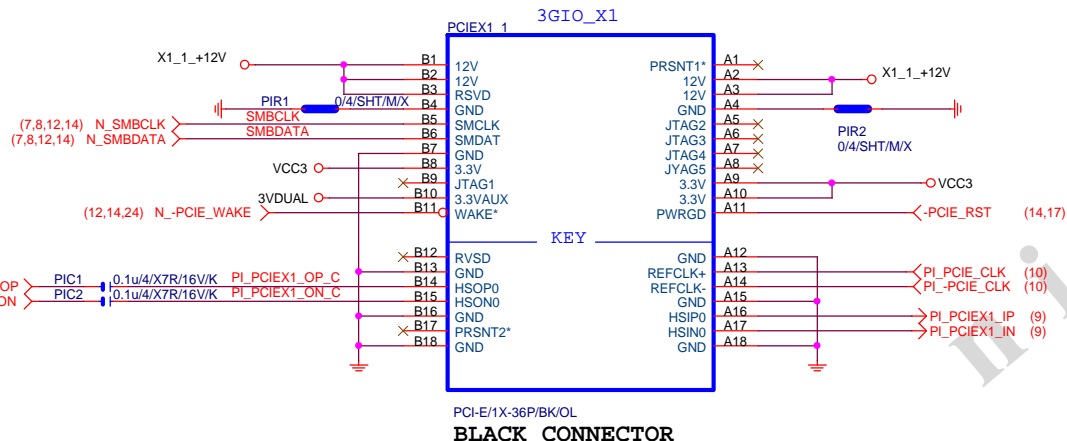 3GIO_X1
PCIEX1_1
X1_1_+12V B1 12V PRSNT1* A1
B2 12V 12V A2 X1_1_+12V
B3 RSVD 12V A3
PIR1 0/4/SHT/M/X B4 GND GND A4
(7,8,12,14) N_SMBCLK SMBCLK B5 SMCLK JTAG2 A5 PIR2
(7,8,12,14) N_SMBDATA SMBDATA B6 SMDAT JTAG3 A6 0/4/SHT/M/X
B7 GND JTAG4 A7
VCC3 B8 3.3V JYAG5 A8
B9 JTAG1 3.3V A9 VCC3
3VDUAL B10 3.3VAUX 3.3V A10
(12,14,24) N_-PCIE_WAKE B11 WAKE* PWRGD A11 -PCIE_RST (14,17)
KEY
B12 RVSD GND A12
B13 GND REFCLK+ A13 PI_PCIE_CLK (10)
OP PIC1 0.1u/4/X7R/16V/K PI_PCIEX1_OP_C B14 HSOP0 REFCLK- A14 PI_-PCIE_CLK (10)
ON PIC2 0.1u/4/X7R/16V/K PI_PCIEX1_ON_C B15 HSON0 GND A15
B16 GND HSIP0 A16 PI_PCIEX1_IP (9)
B17 PRSNT2* HSIN0 A17 PI_PCIEX1_IN (9)
B18 GND GND A18
PCI-E/1X-36P/BK/OL
BLACK CONNECTOR